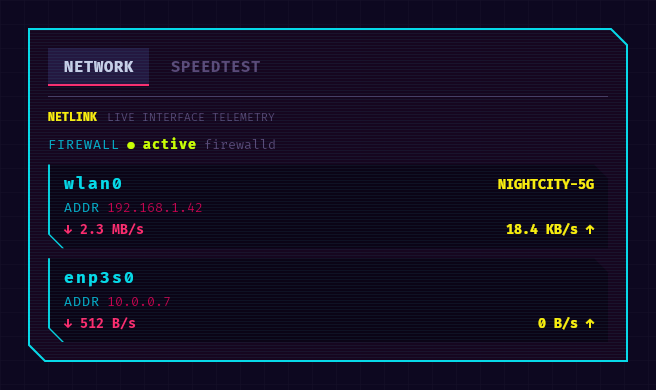 NETWORK SPEEDTEST
NETLINK LIVE INTERFACE TELEMETRY
FIREWALL ● active firewalld
wlan0 NIGHTCITY-5G
ADDR 192.168.1.42
↓ 2.3 MB/s 18.4 KB/s ↑
enp3s0
ADDR 10.0.0.7
↓ 512 B/s 0 B/s ↑